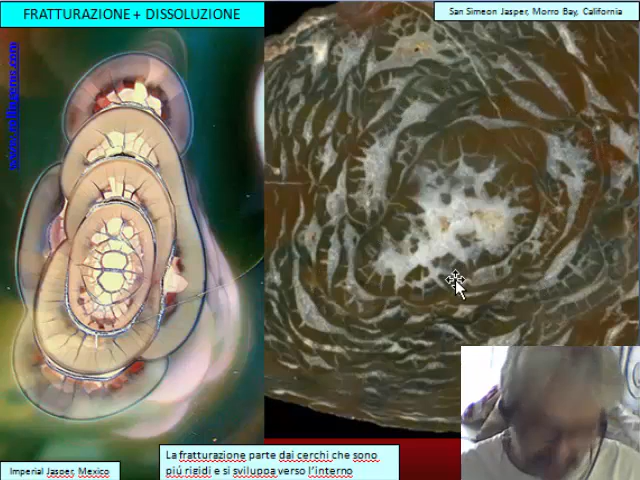 FRATTURAZIONE + DISSOLUZIONE
San Simeon Jasper, Morro Bay, California
Imperial Jasper, Mexico
La fratturazione parte dai cerchi che sono
più rigidi e si sviluppa verso l'interno